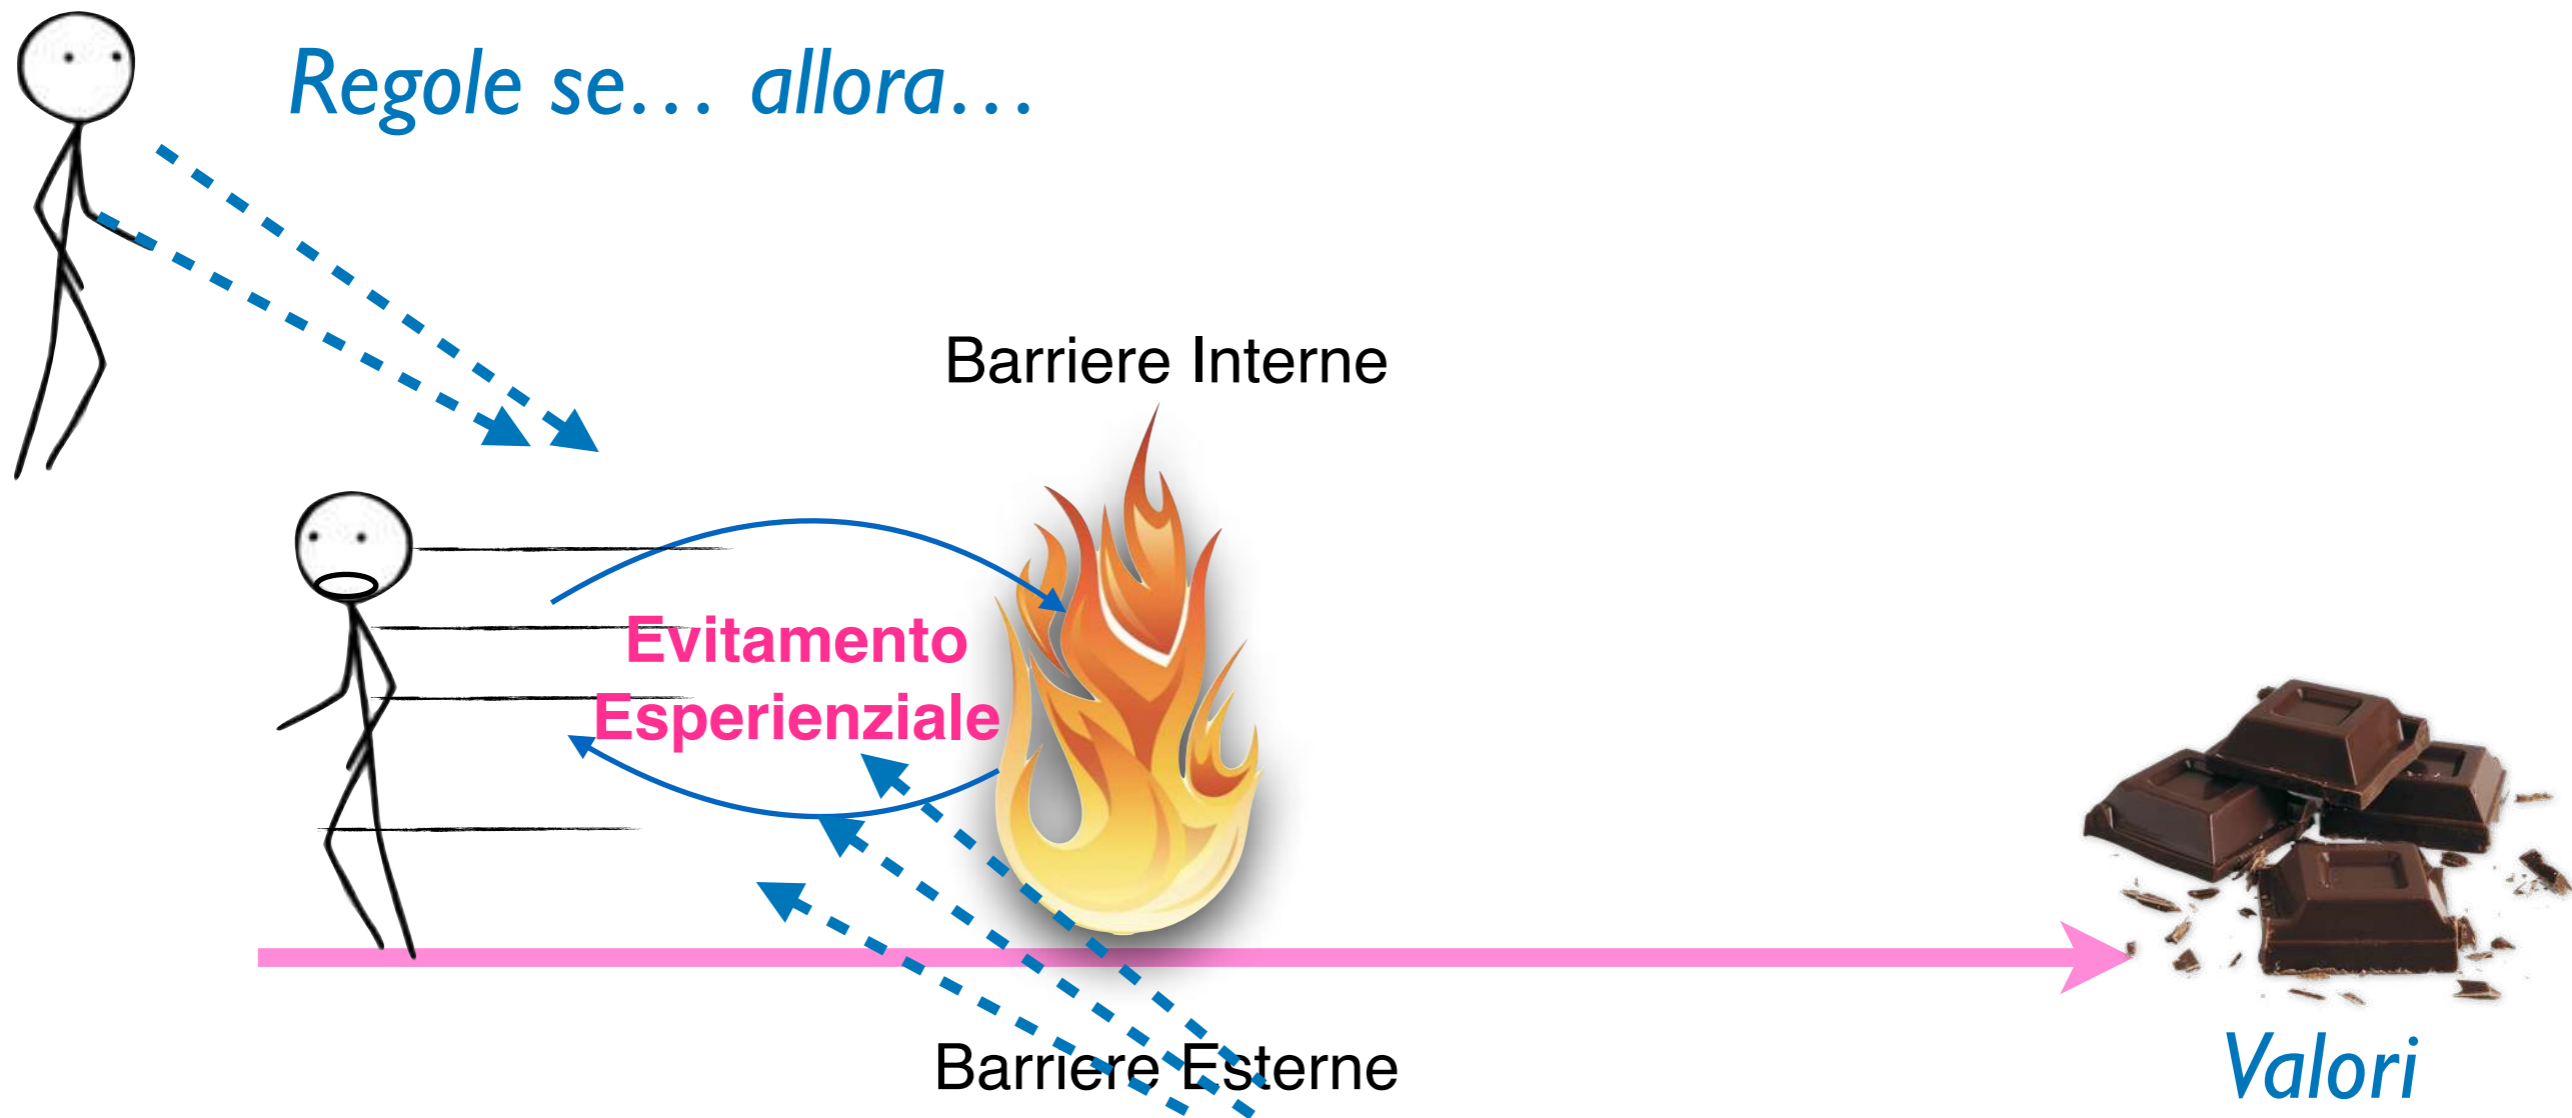 Regole se… allora…
Barriere Interne
Evitamento
Esperienziale
Barriere Esterne
Valori